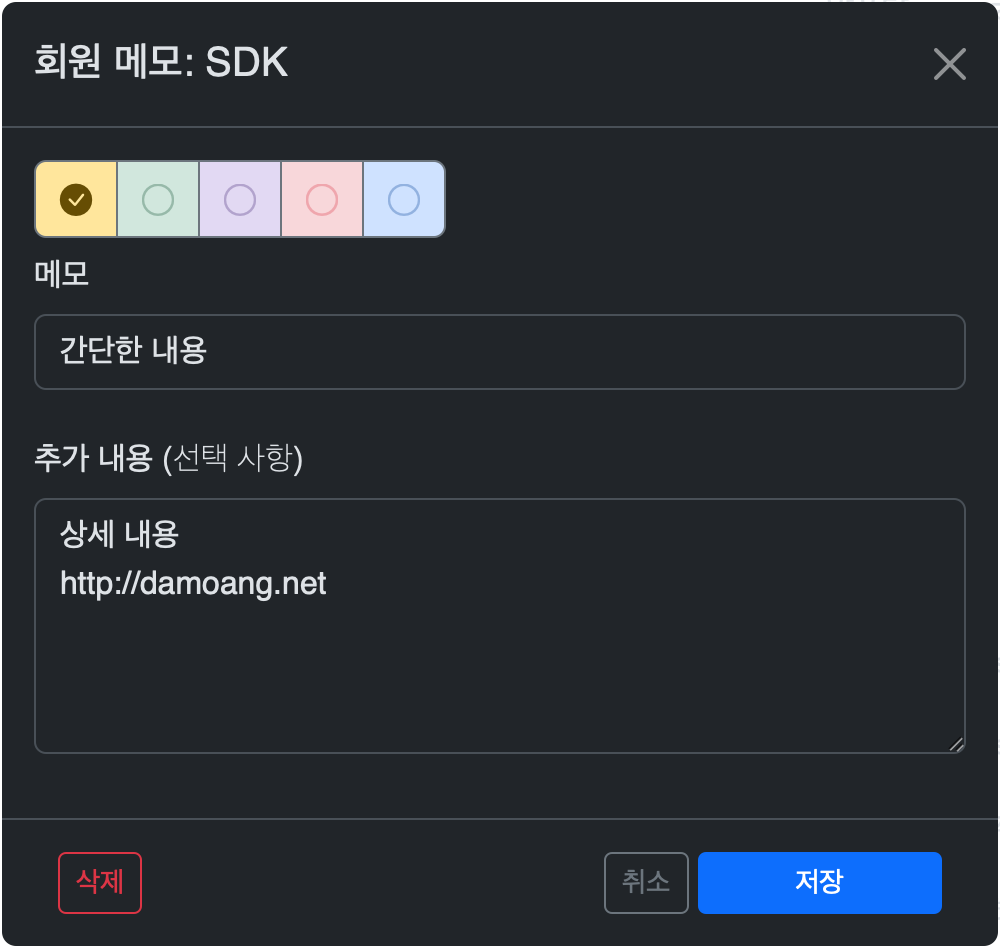 회원 메모: SDK
메모
간단한 내용
추가 내용 (선택 사항)
상세 내용
http://damoang.net
삭제
취소
저장